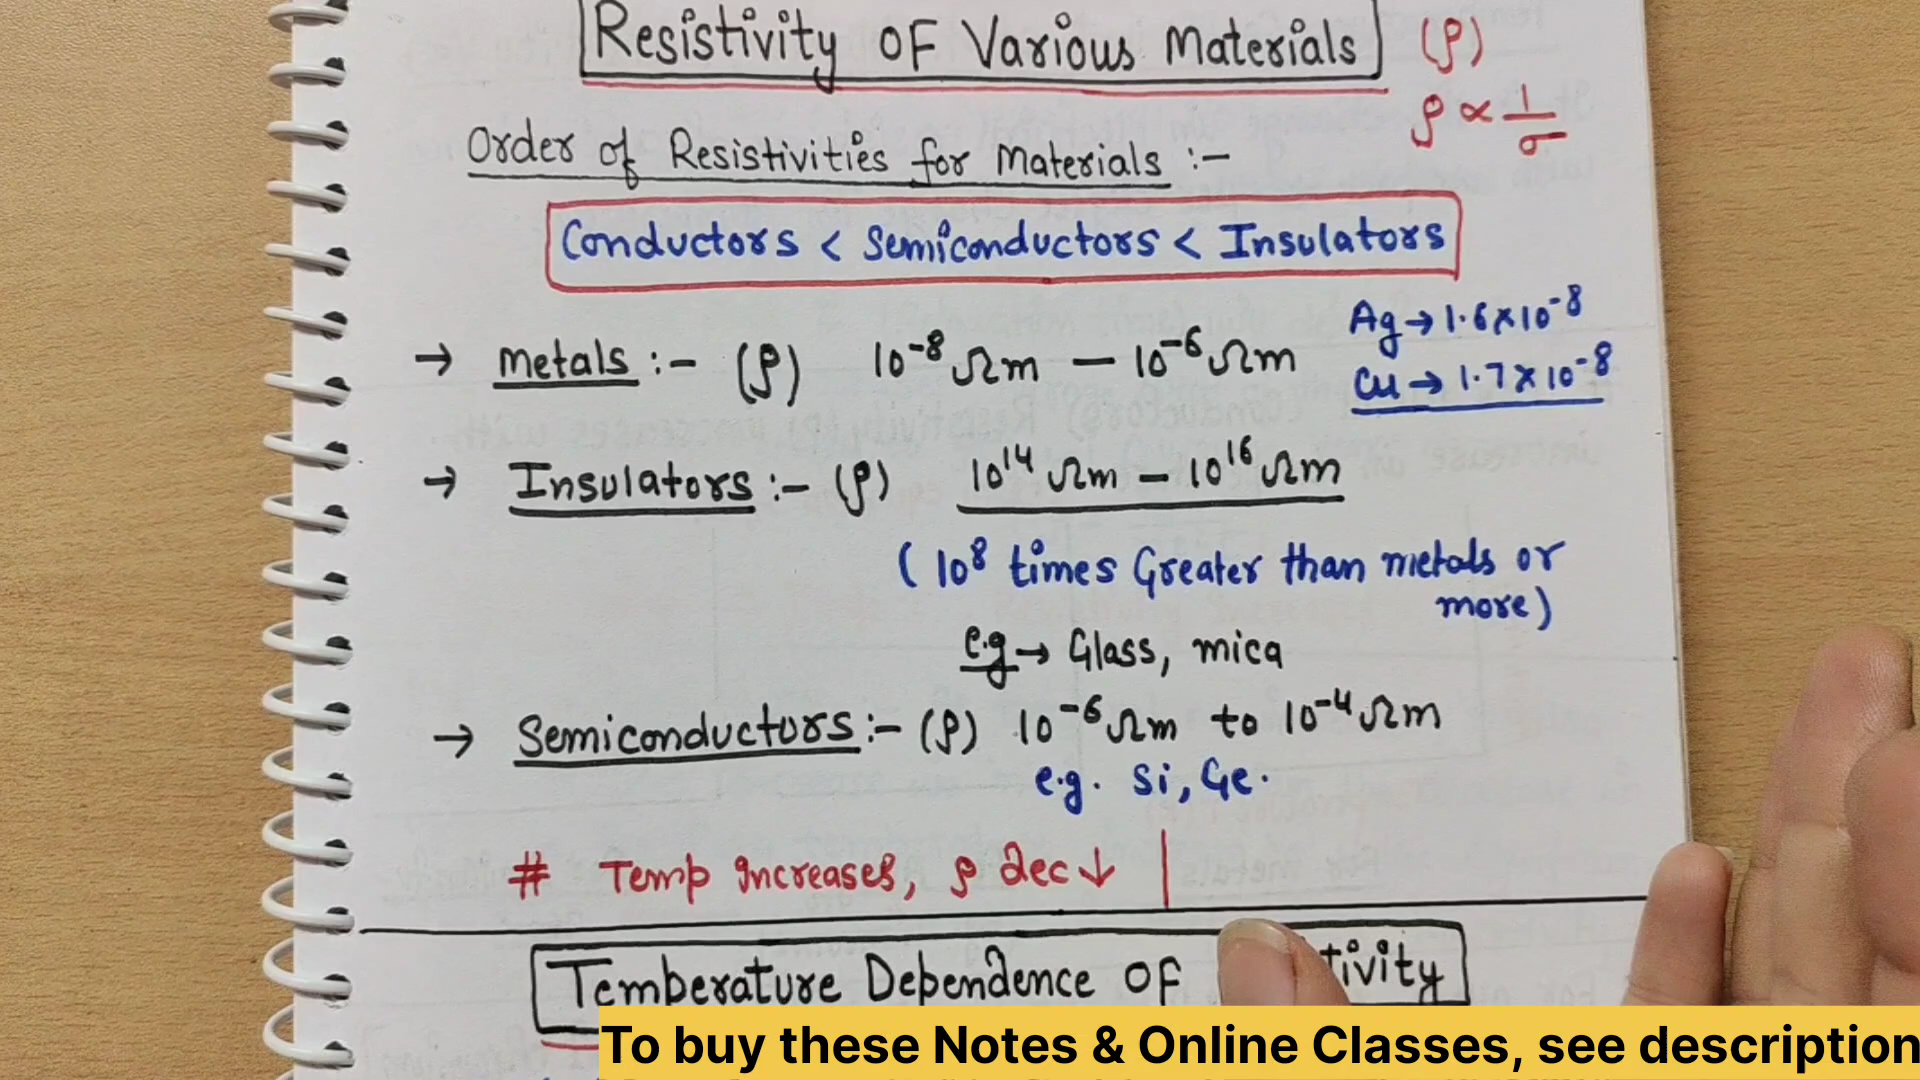 Resistivity OF Various Materials (ρ)
ρ ∝ 1/σ
Order of Resistivities for Materials :-
Conductors < Semiconductors < Insulators
→ Metals :- (ρ) 10⁻⁸ Ωm — 10⁻⁶ Ωm
Ag → 1.6×10⁻⁸
Cu → 1.7×10⁻⁸
→ Insulators :- (ρ) 10¹⁴ Ωm — 10¹⁶ Ωm
(10⁸ times Greater than metals or
more)
e.g → Glass, mica
→ Semiconductors :- (ρ) 10⁻⁶ Ωm to 10⁻⁴ Ωm
e.g. Si, Ge.
# Temp Increases, ρ dec ↓
Temperature Dependence OF tivity
To buy these Notes & Online Classes, see description